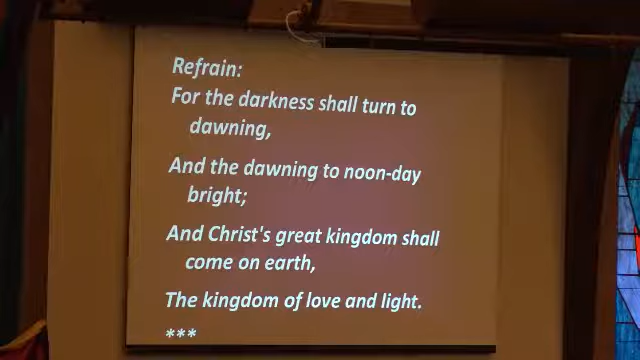 Refrain:
For the darkness shall turn to
dawning,
And the dawning to noon-day
bright;
And Christ's great kingdom shall
come on earth,
The kingdom of love and light.
***